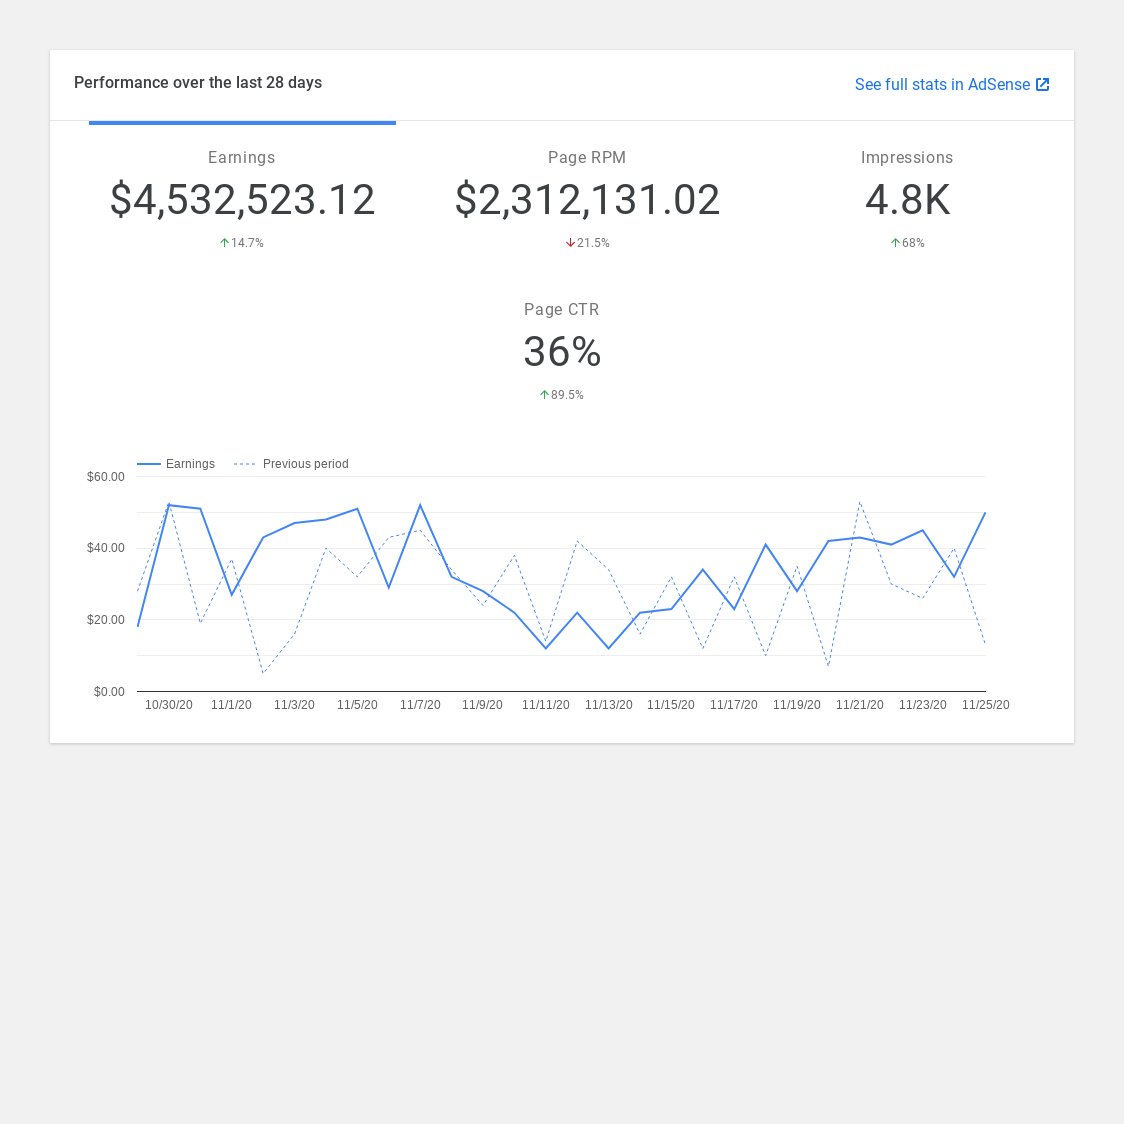 Performance over the last 28 days
See full stats in AdSense
Earnings
$4,532,523.12
14.7%
Page RPM
$2,312,131.02
21.5%
Impressions
4.8K
68%
Page CTR
36%
89.5%
Earnings Previous period
$60.00
$40.00
$20.00
$0.00
10/30/20 11/1/20 11/3/20 11/5/20 11/7/20 11/9/20 11/11/20 11/13/20 11/15/20 11/17/20 11/19/20 11/21/20 11/23/20 11/25/20